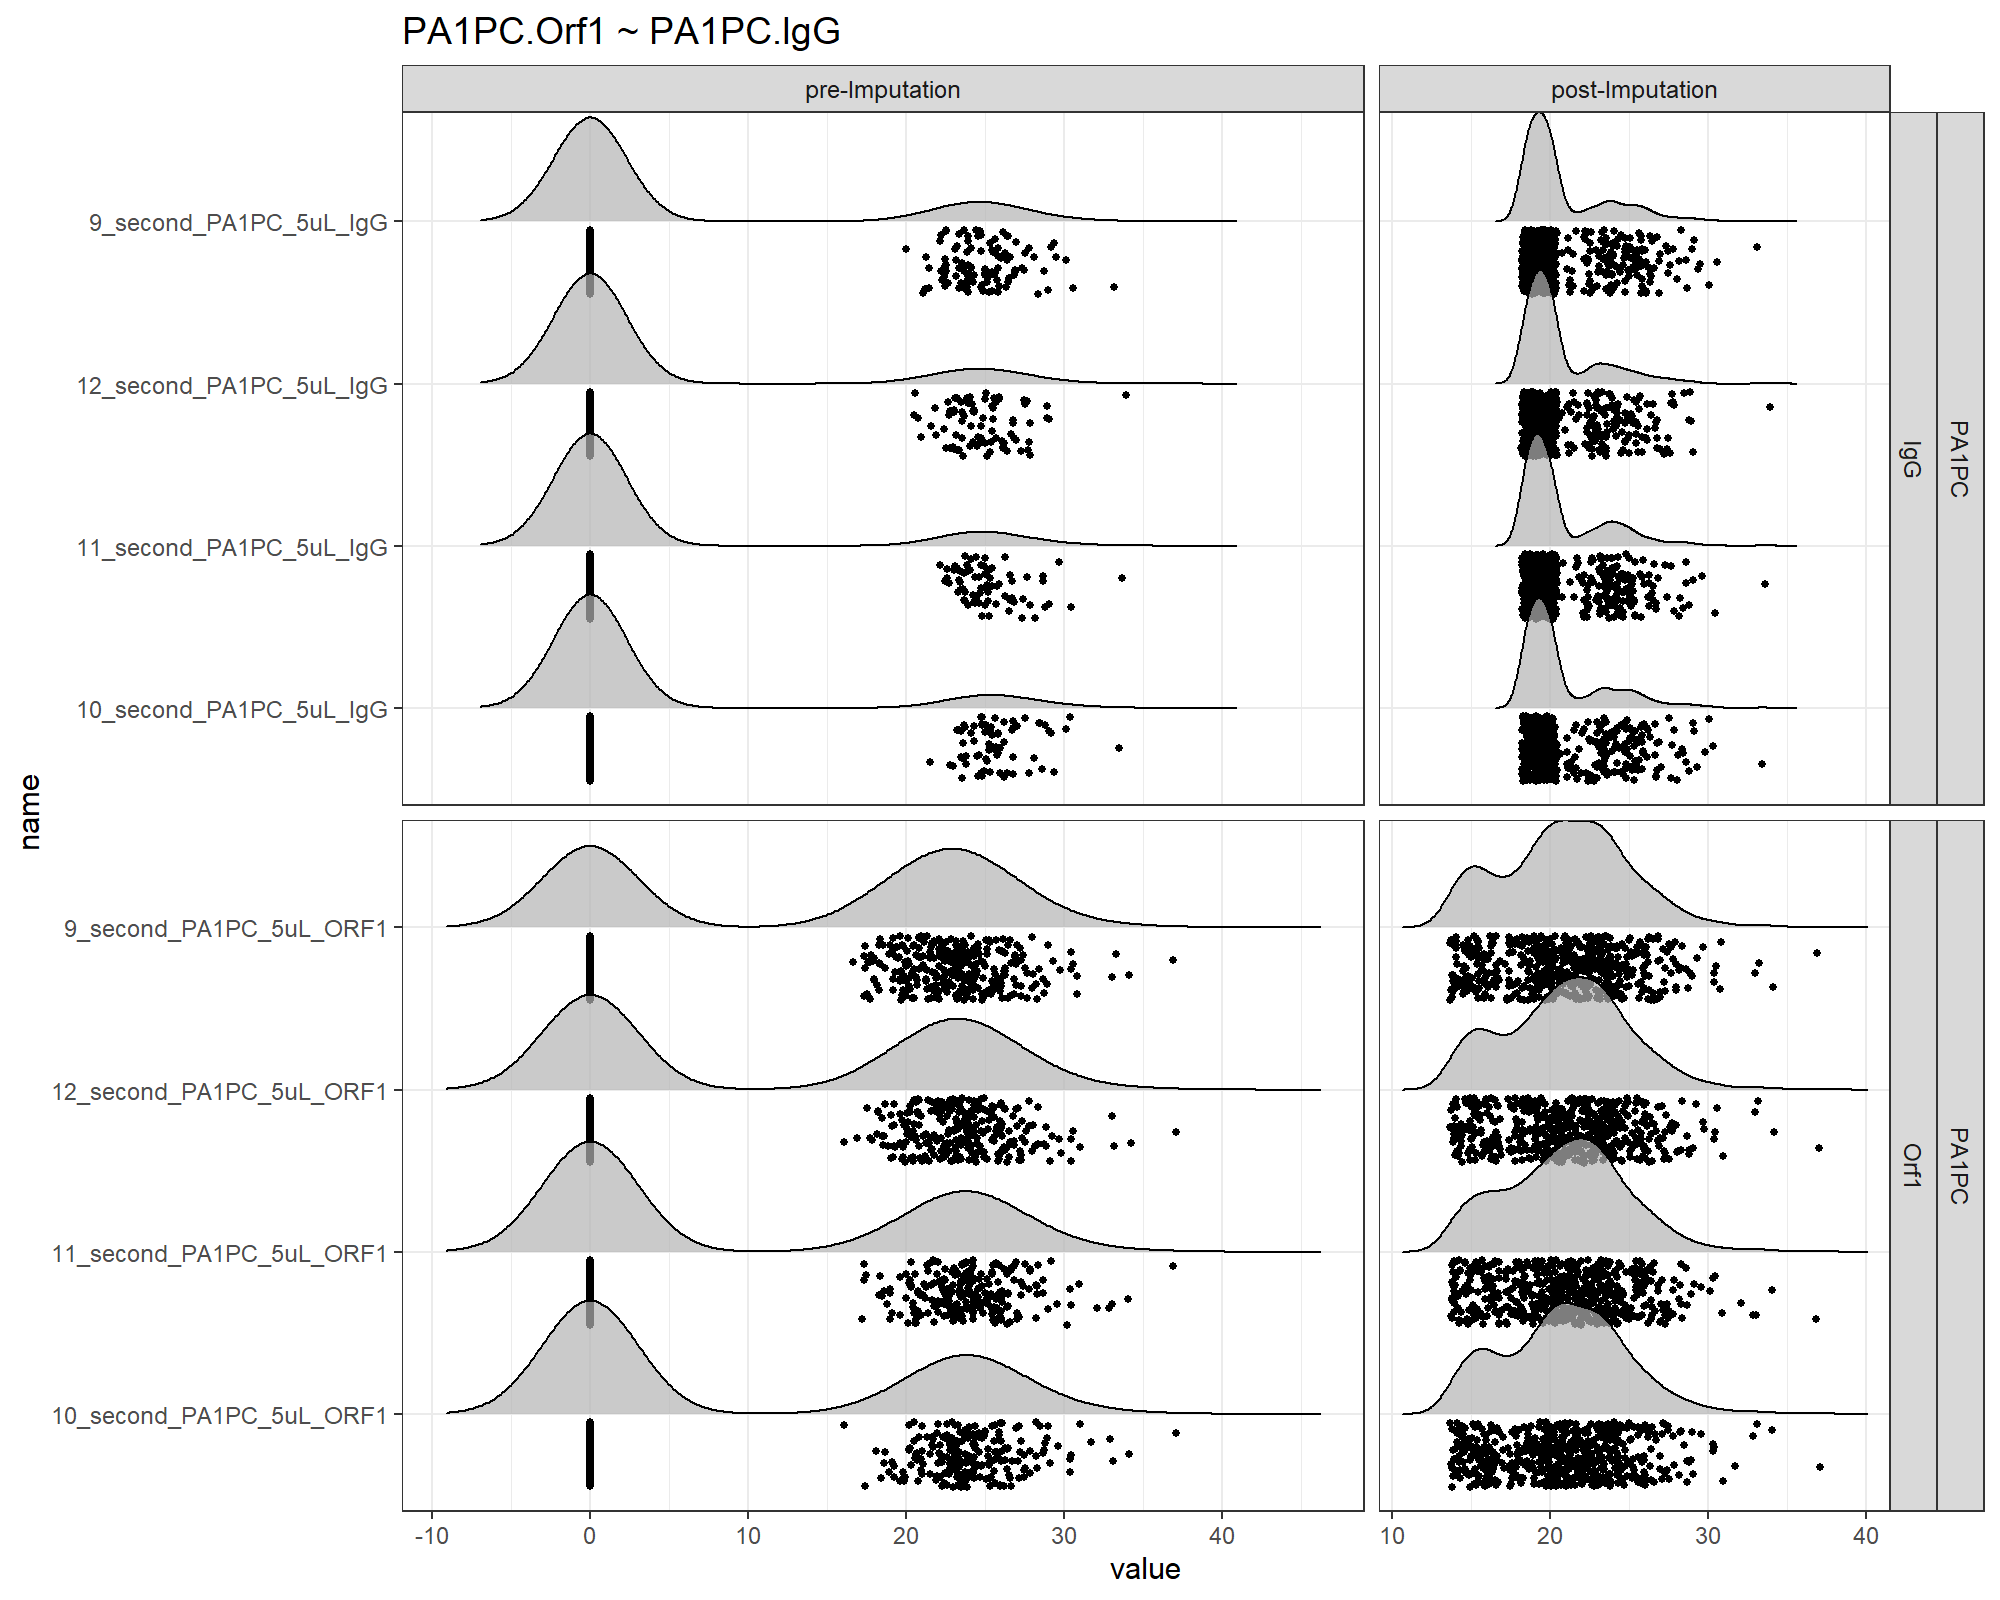 PA1PC.Orf1 ~ PA1PC.IgG
pre-Imputation
post-Imputation
9_second_PA1PC_5uL_IgG
12_second_PA1PC_5uL_IgG
11_second_PA1PC_5uL_IgG
10_second_PA1PC_5uL_IgG
IgG
PA1PC
name
9_second_PA1PC_5uL_ORF1
12_second_PA1PC_5uL_ORF1
11_second_PA1PC_5uL_ORF1
10_second_PA1PC_5uL_ORF1
Orf1
PA1PC
-10 0 10 20 30 40
10 20 30 40
value